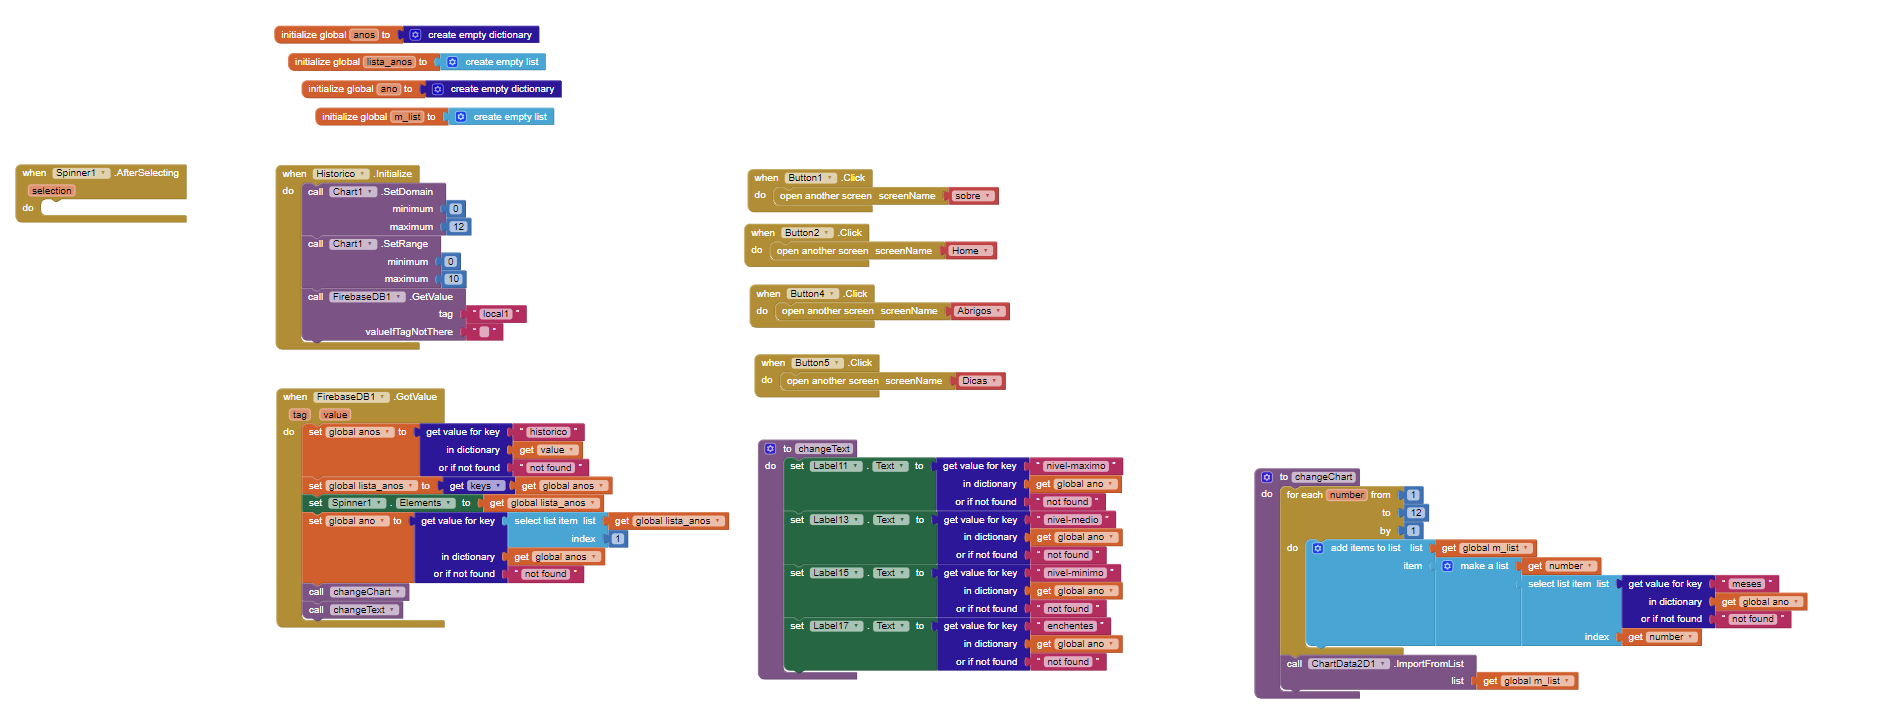 initialize global anos to create empty dictionary
initialize global lista_anos to create empty list
initialize global ano to create empty dictionary
initialize global m_list to create empty list
when Spinner1 .AfterSelecting
selection
do
when Historico .Initialize
do call Chart1 .SetDomain
minimum 0
maximum 12
call Chart1 .SetRange
minimum 0
maximum 10
call FirebaseDB1 .GetValue
tag " local1 "
valueIfTagNotThere " "
when FirebaseDB1 .GotValue
tag value
do set global anos to get value for key " historico "
in dictionary get value
or if not found " not found "
set global lista_anos to get keys get global anos
set Spinner1 . Elements to get global lista_anos
set global ano to get value for key select list item list get global lista_anos
index 1
in dictionary get global anos
or if not found " not found "
call changeChart
call changeText
when Button1 .Click
do open another screen screenName sobre
when Button2 .Click
do open another screen screenName Home
when Button4 .Click
do open another screen screenName Abrigos
when Button5 .Click
do open another screen screenName Dicas
to changeText
do set Label11 . Text to get value for key " nivel-maximo "
in dictionary get global ano
or if not found " not found "
set Label13 . Text to get value for key " nivel-medio "
in dictionary get global ano
or if not found " not found "
set Label15 . Text to get value for key " nivel-minimo "
in dictionary get global ano
or if not found " not found "
set Label17 . Text to get value for key " enchentes "
in dictionary get global ano
or if not found " not found "
to changeChart
do for each number from 1
to 12
by 1
do add items to list list get global m_list
item make a list get number
select list item list get value for key " meses "
in dictionary get global ano
or if not found " not found "
index get number
call ChartData2D1 .ImportFromList
list get global m_list